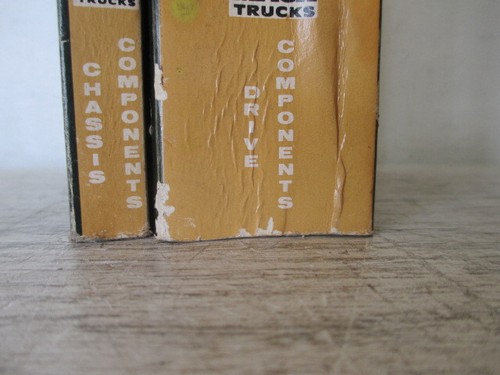 TRUCKS
CHASSIS
COMPONENTS
TRUCKS
DRIVE
COMPONENTS